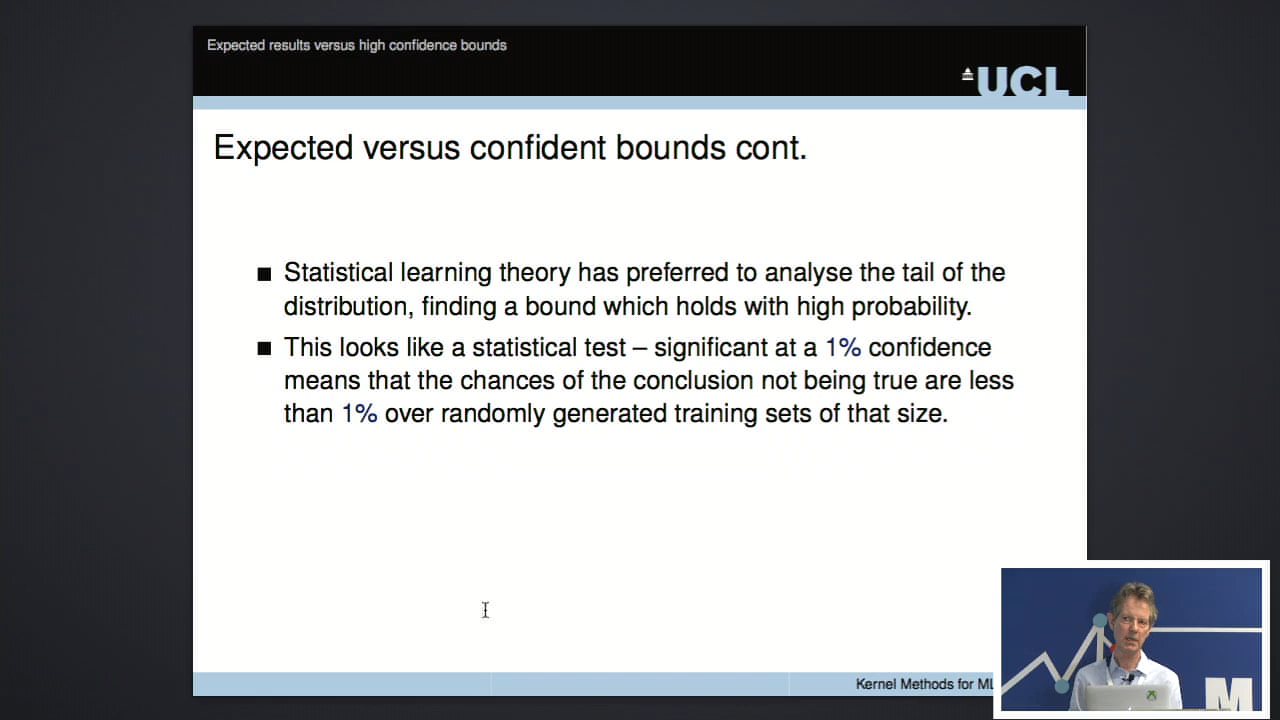 Expected results versus high confidence bounds
UCL
Expected versus confident bounds cont.
Statistical learning theory has preferred to analyse the tail of the
distribution, finding a bound which holds with high probability.
This looks like a statistical test – significant at a 1% confidence
means that the chances of the conclusion not being true are less
than 1% over randomly generated training sets of that size.
Kernel Methods for ML
M